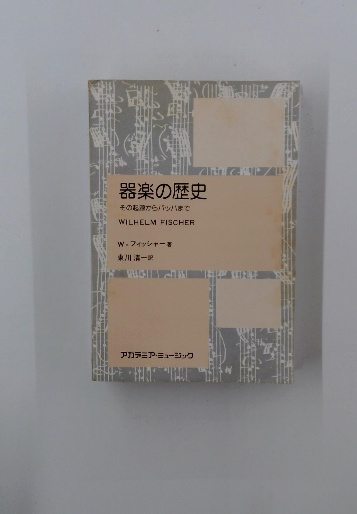 器楽の歴史
その起源からバッハまで
WILHELM FISCHER
W・フィッシャー著
東川清一訳
アカデミア・ミュージック